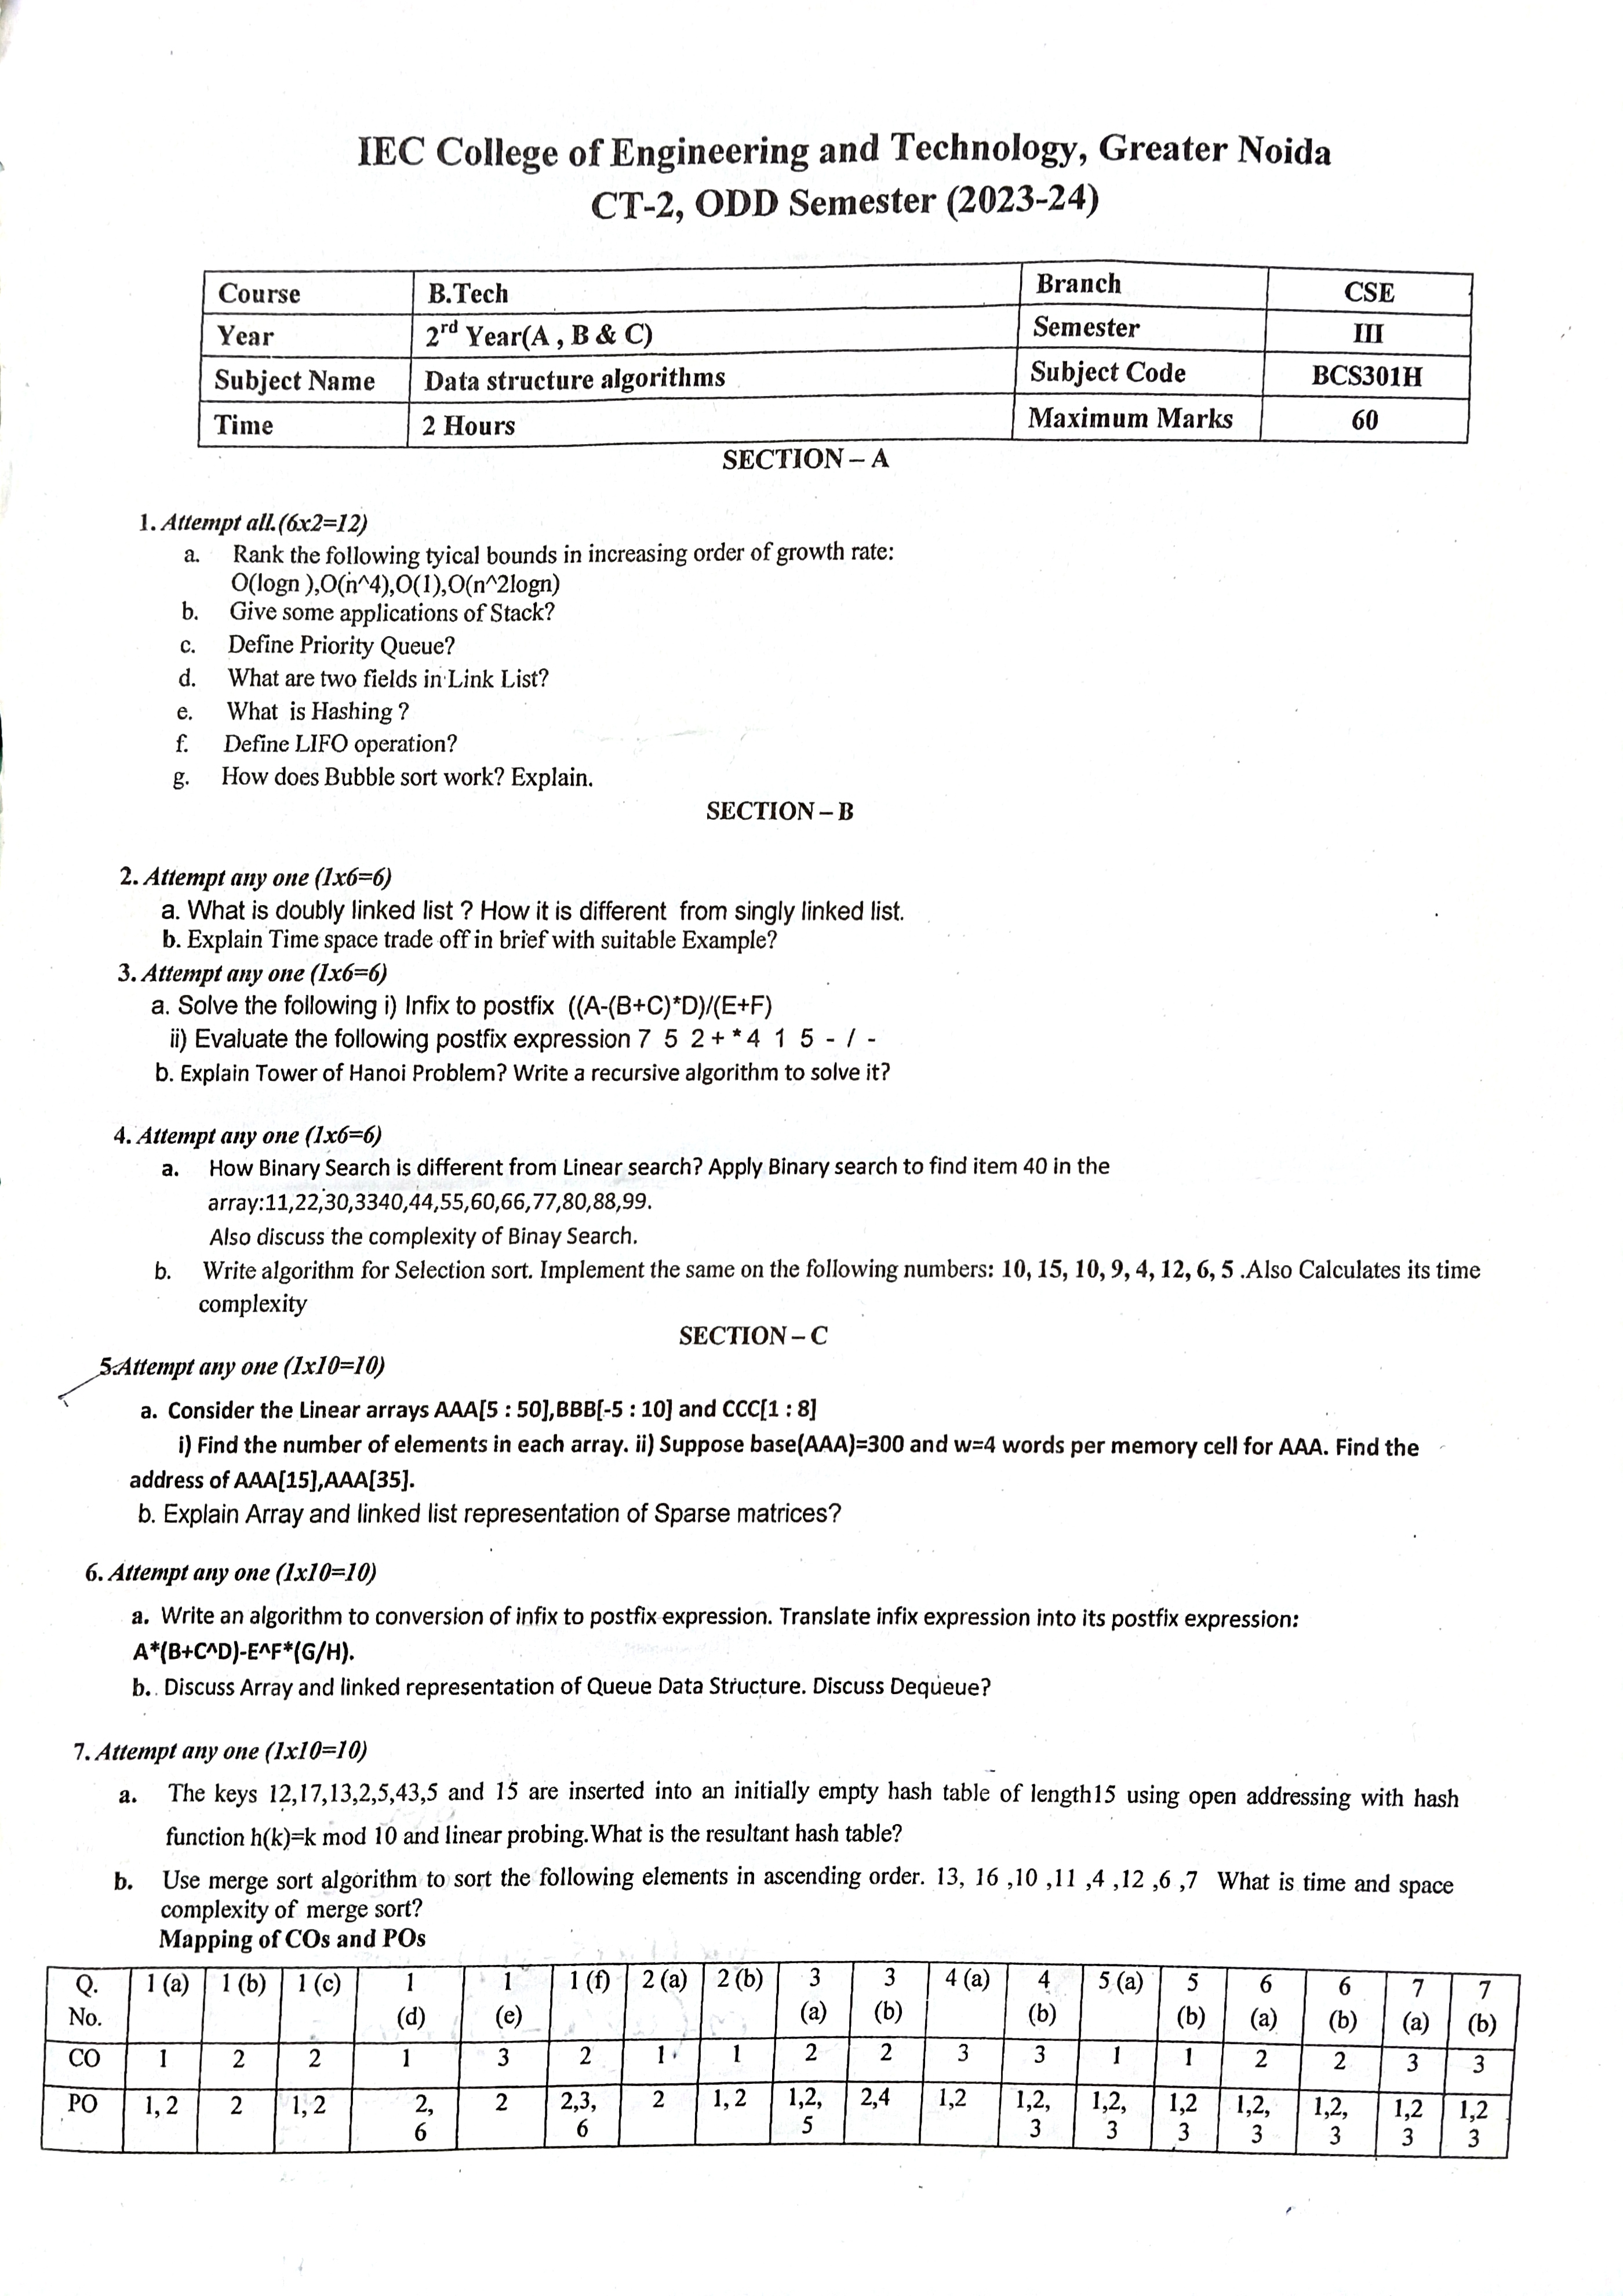 IEC College of Engineering and Technology, Greater Noida
CT-2, ODD Semester (2023-24)
Course B.Tech Branch CSE
Year 2rd Year(A , B & C) Semester III
Subject Name Data structure algorithms Subject Code BCS301H
Time 2 Hours Maximum Marks 60
SECTION – A
1. Attempt all.(6x2=12)
a. Rank the following tyical bounds in increasing order of growth rate:
O(logn ),O(n^4),O(1),O(n^2logn)
b. Give some applications of Stack?
c. Define Priority Queue?
d. What are two fields in Link List?
e. What is Hashing ?
f. Define LIFO operation?
g. How does Bubble sort work? Explain.
SECTION – B
2. Attempt any one (1x6=6)
a. What is doubly linked list ? How it is different from singly linked list.
b. Explain Time space trade off in brief with suitable Example?
3. Attempt any one (1x6=6)
a. Solve the following i) Infix to postfix ((A-(B+C)*D)/(E+F)
ii) Evaluate the following postfix expression 7 5 2 + * 4 1 5 - / -
b. Explain Tower of Hanoi Problem? Write a recursive algorithm to solve it?
4. Attempt any one (1x6=6)
a. How Binary Search is different from Linear search? Apply Binary search to find item 40 in the
array:11,22,30,3340,44,55,60,66,77,80,88,99.
Also discuss the complexity of Binay Search.
b. Write algorithm for Selection sort. Implement the same on the following numbers: 10, 15, 10, 9, 4, 12, 6, 5 .Also Calculates its time
complexity
SECTION – C
5.Attempt any one (1x10=10)
a. Consider the Linear arrays AAA[5 : 50],BBB[-5 : 10] and CCC[1 : 8]
i) Find the number of elements in each array. ii) Suppose base(AAA)=300 and w=4 words per memory cell for AAA. Find the
address of AAA[15],AAA[35].
b. Explain Array and linked list representation of Sparse matrices?
6. Attempt any one (1x10=10)
a. Write an algorithm to conversion of infix to postfix expression. Translate infix expression into its postfix expression:
A*(B+C^D)-E^F*(G/H).
b.. Discuss Array and linked representation of Queue Data Structure. Discuss Dequeue?
7. Attempt any one (1x10=10)
a. The keys 12,17,13,2,5,43,5 and 15 are inserted into an initially empty hash table of length15 using open addressing with hash
function h(k)=k mod 10 and linear probing.What is the resultant hash table?
b. Use merge sort algorithm to sort the following elements in ascending order. 13, 16 ,10 ,11 ,4 ,12 ,6 ,7 What is time and space
complexity of merge sort?
Mapping of COs and POs
Q. No. 1 (a) 1 (b) 1 (c) 1 (d) 1 (e) 1 (f) 2 (a) 2 (b) 3 (a) 3 (b) 4 (a) 4 (b) 5 (a) 5 (b) 6 (a) 6 (b) 7 (a) 7 (b)
CO 1 2 2 1 3 2 1 1 2 2 3 3 1 1 2 2 3 3
PO 1, 2 2 1, 2 2, 6 2 2,3, 6 2 1, 2 1,2, 5 2,4 1,2 1,2, 3 1,2, 3 1,2 3 1,2, 3 1,2, 3 1,2 3 1,2 3